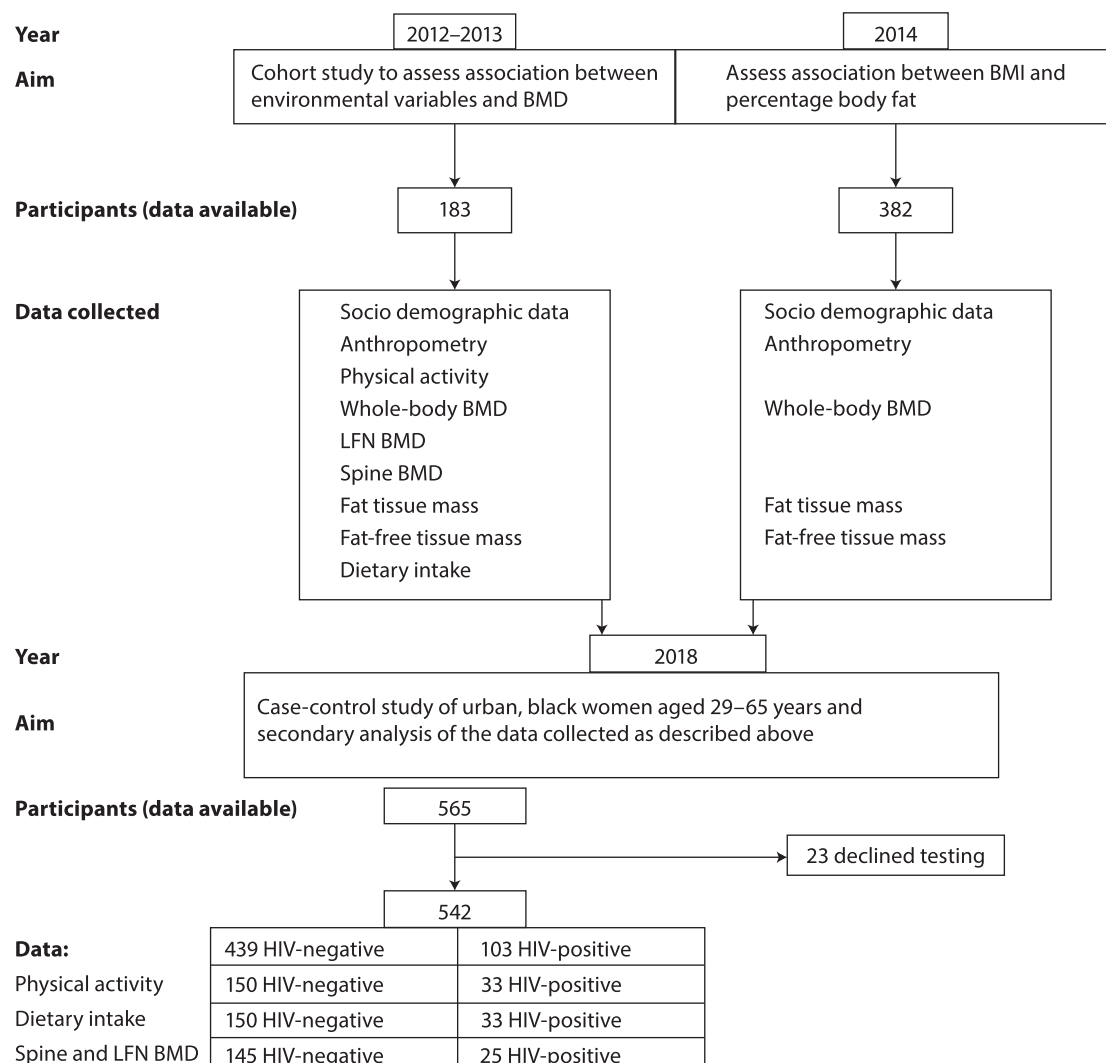 Year
2012–2013
2014
Aim
Cohort study to assess association between
environmental variables and BMD
Assess association between BMI and
percentage body fat
Participants (data available)
183
382
Data collected
Socio demographic data
Anthropometry
Physical activity
Whole-body BMD
LFN BMD
Spine BMD
Fat tissue mass
Fat-free tissue mass
Dietary intake
Socio demographic data
Anthropometry
Whole-body BMD
Fat tissue mass
Fat-free tissue mass
Year
2018
Aim
Case-control study of urban, black women aged 29–65 years and
secondary analysis of the data collected as described above
Participants (data available)
565
23 declined testing
542
Data:
439 HIV-negative
103 HIV-positive
Physical activity
150 HIV-negative
33 HIV-positive
Dietary intake
150 HIV-negative
33 HIV-positive
Spine and LFN BMD
145 HIV-negative
25 HIV-positive